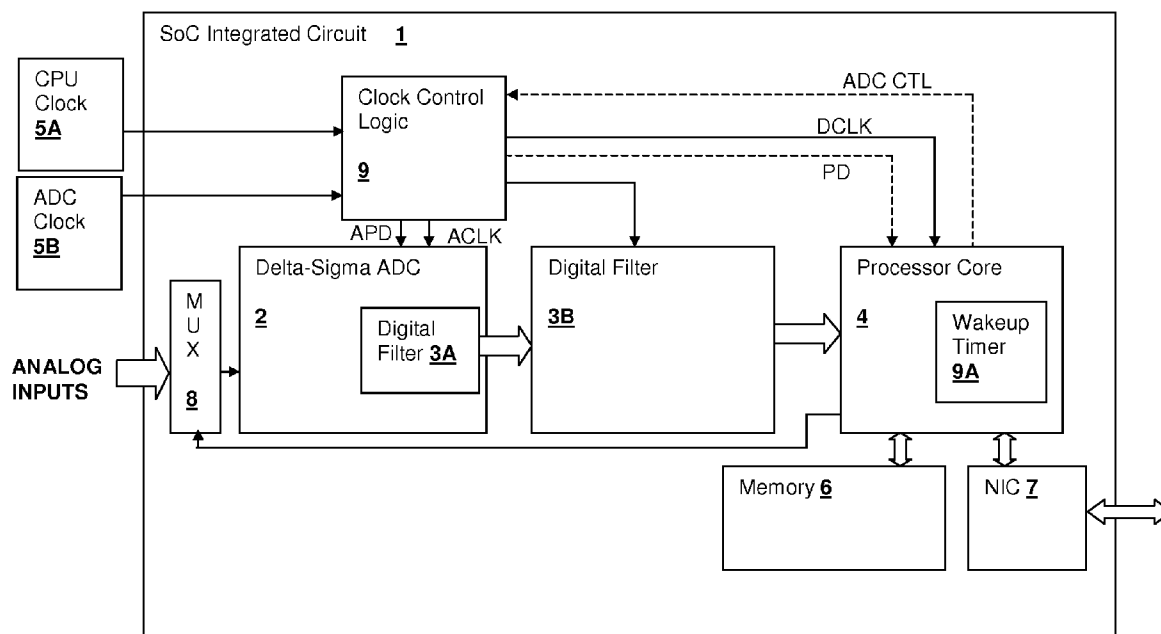 SoC Integrated Circuit 1
CPU
Clock
5A
ADC
Clock
5B
Clock Control
Logic
9
ADC CTL
DCLK
PD
APD
ACLK
M
U
X
8
Delta-Sigma ADC
2
Digital
Filter 3A
Digital Filter
3B
Processor Core
4
Wakeup
Timer
9A
ANALOG
INPUTS
Memory 6
NIC 7